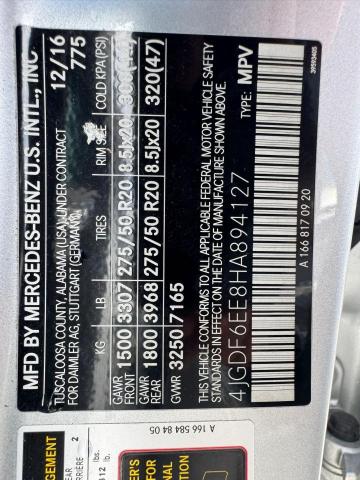 MFD BY MERCEDES-BENZ U.S. INTL., INC.
TUSCALOOSA COUNTY, ALABAMA (USA) UNDER CONTRACT
FOR DAIMLER AG, STUTTGART (GERMANY)
12/16
775
KG LB TIRES RIM SIZE COLD KPA(PSI)
GAWR FRONT 1500 3307 275/50 R20 8.5Jx20
GAWR REAR 1800 3968 275/50 R20 8.5Jx20 320(47)
GVWR 3250 7165
THIS VEHICLE CONFORMS TO ALL APPLICABLE FEDERAL MOTOR VEHICLE SAFETY
STANDARDS IN EFFECT ON THE DATE OF MANUFACTURE SHOWN ABOVE.
4JGDF6EE8HA894127 TYPE: MPV
A 166 817 09 20
A 166 584 84 05
2
lbs.
FOR